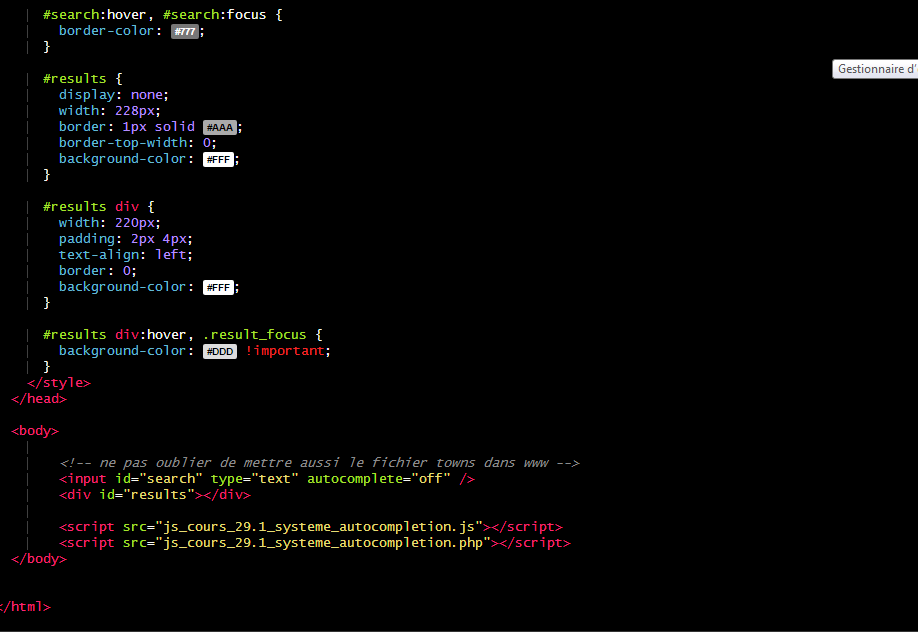 #search:hover, #search:focus {
border-color: #777;
}
#results {
display: none;
width: 228px;
border: 1px solid #AAA;
border-top-width: 0;
background-color: #FFF;
}
#results div {
width: 220px;
padding: 2px 4px;
text-align: left;
border: 0;
background-color: #FFF;
}
#results div:hover, .result_focus {
background-color: #DDD !important;
}
</style>
</head>
<body>
<!-- ne pas oublier de mettre aussi le fichier towns dans www -->
<input id="search" type="text" autocomplete="off" />
<div id="results"></div>
<script src="js_cours_29.1_systeme_autocompletion.js"></script>
<script src="js_cours_29.1_systeme_autocompletion.php"></script>
</body>
</html>
Gestionnaire d'